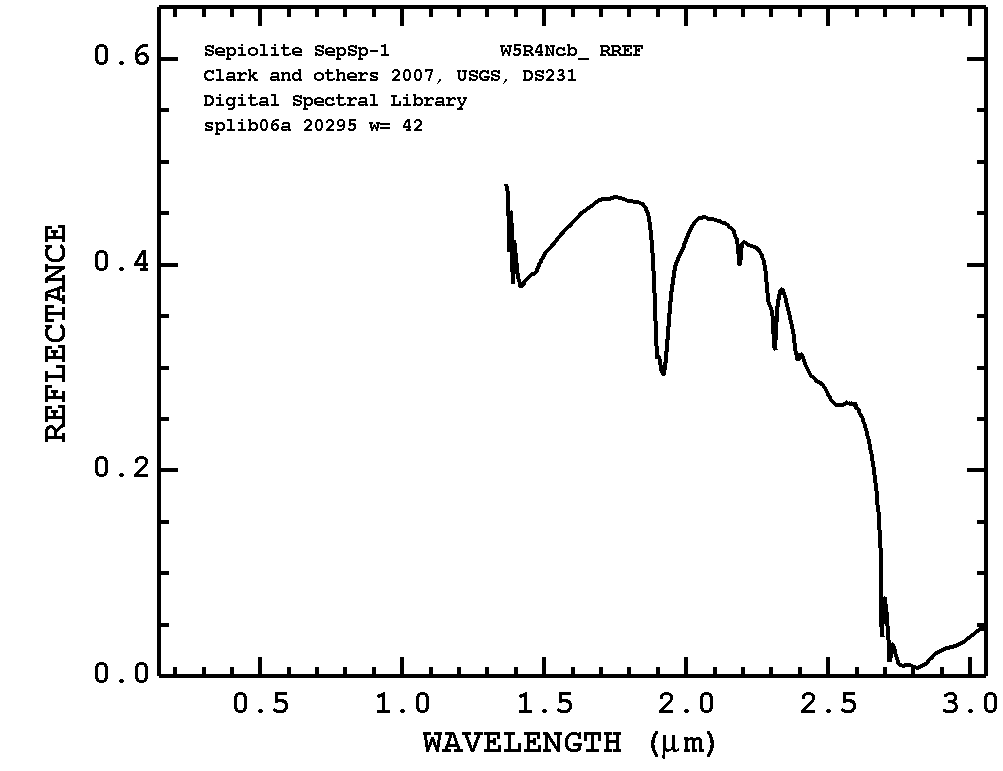 Sepiolite SepSp-1 W5R4Ncb_ RREF
Clark and others 2007, USGS, DS231
Digital Spectral Library
splib06a 20295 w= 42
REFLECTANCE
0.6
0.4
0.2
0.0
0.5 1.0 1.5 2.0 2.5 3.0
WAVELENGTH (μm)